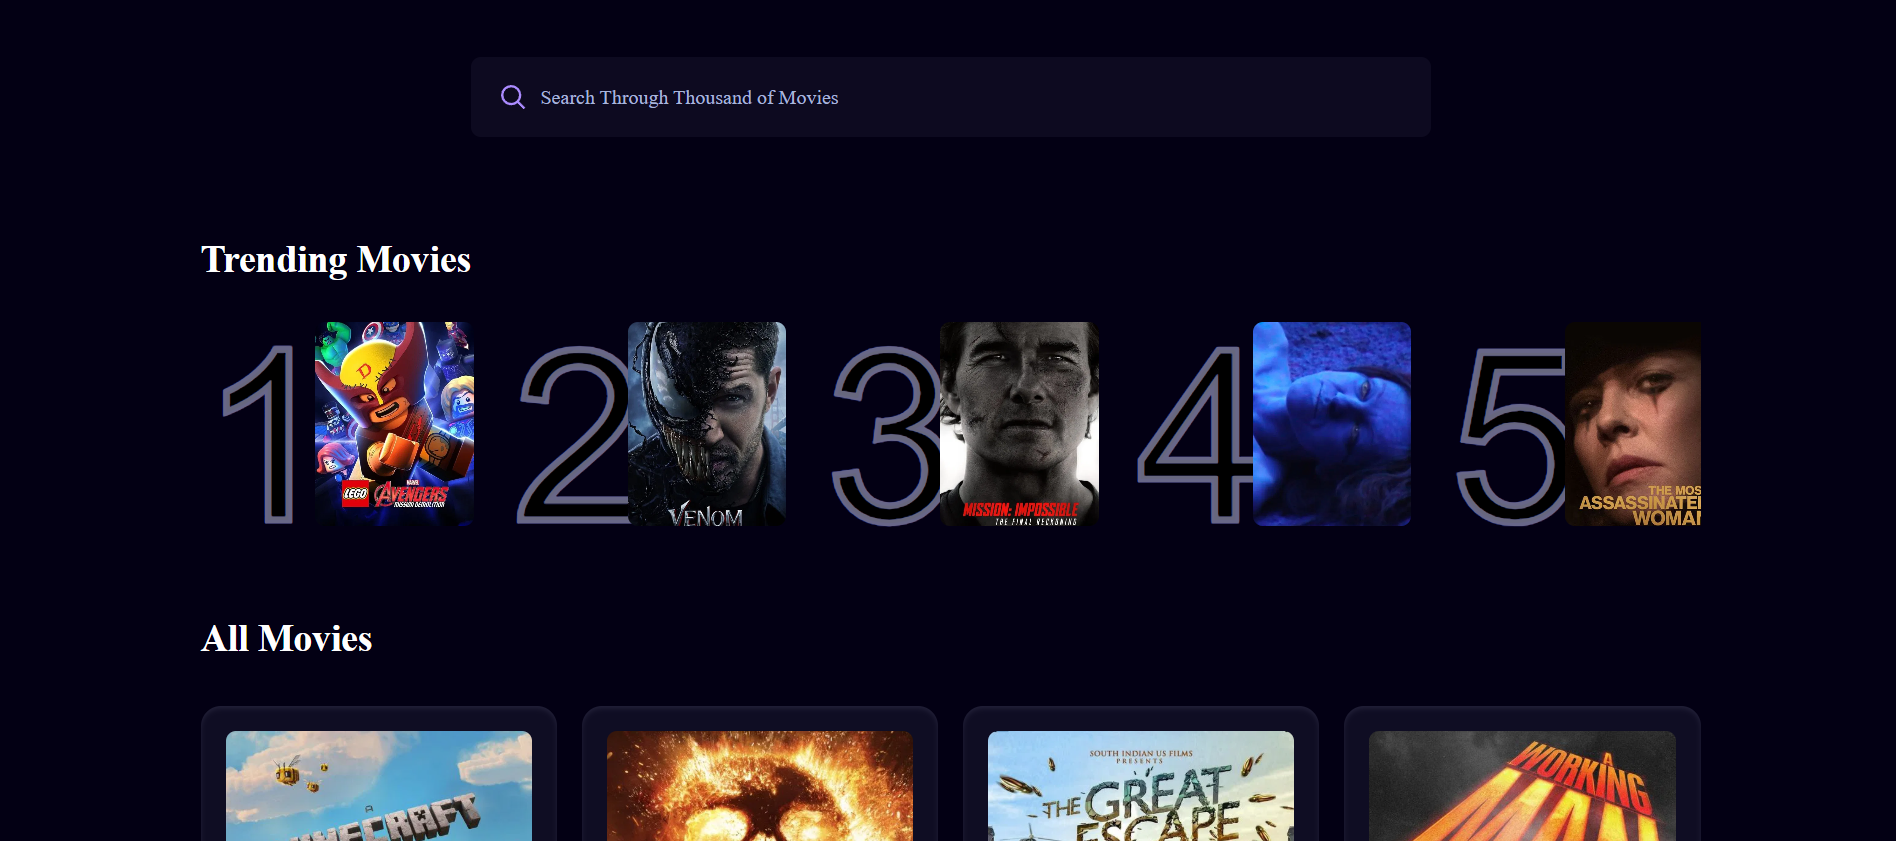 Search Through Thousand of Movies
Trending Movies
1
2
3
4
5
D
LEGO
MARVEL
AVENGERS
MISSION DEMOLITION
VENOM
MISSION: IMPOSSIBLE
THE FINAL RECKONING
THE MOS
ASSASSINATE
WOMA
All Movies
A
MINECRAFT
SOUTH INDIAN US FILMS
PRESENTS
THE GREAT
ESCAPE
A
WORKING
MAN